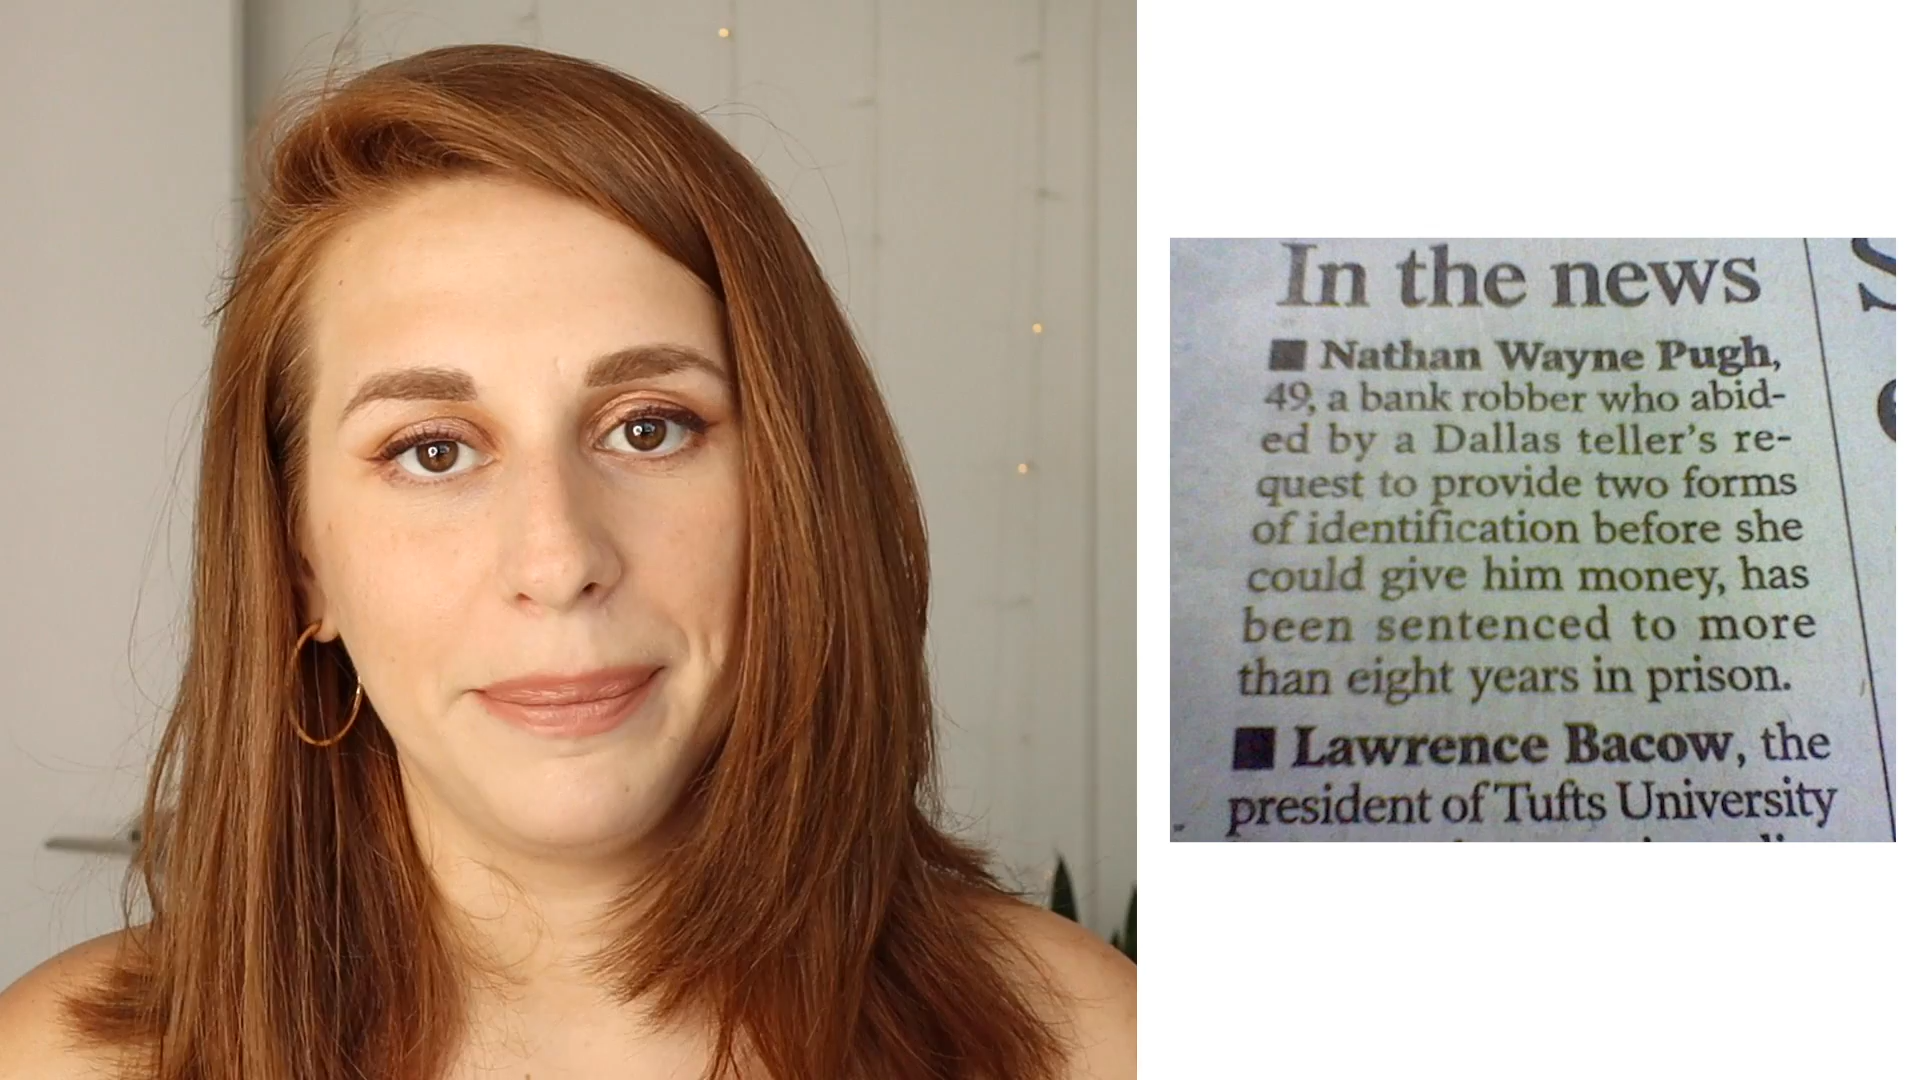 In the news
■ Nathan Wayne Pugh,
49, a bank robber who abid-
ed by a Dallas teller's re-
quest to provide two forms
of identification before she
could give him money, has
been sentenced to more
than eight years in prison.
■ Lawrence Bacow, the
president of Tufts University